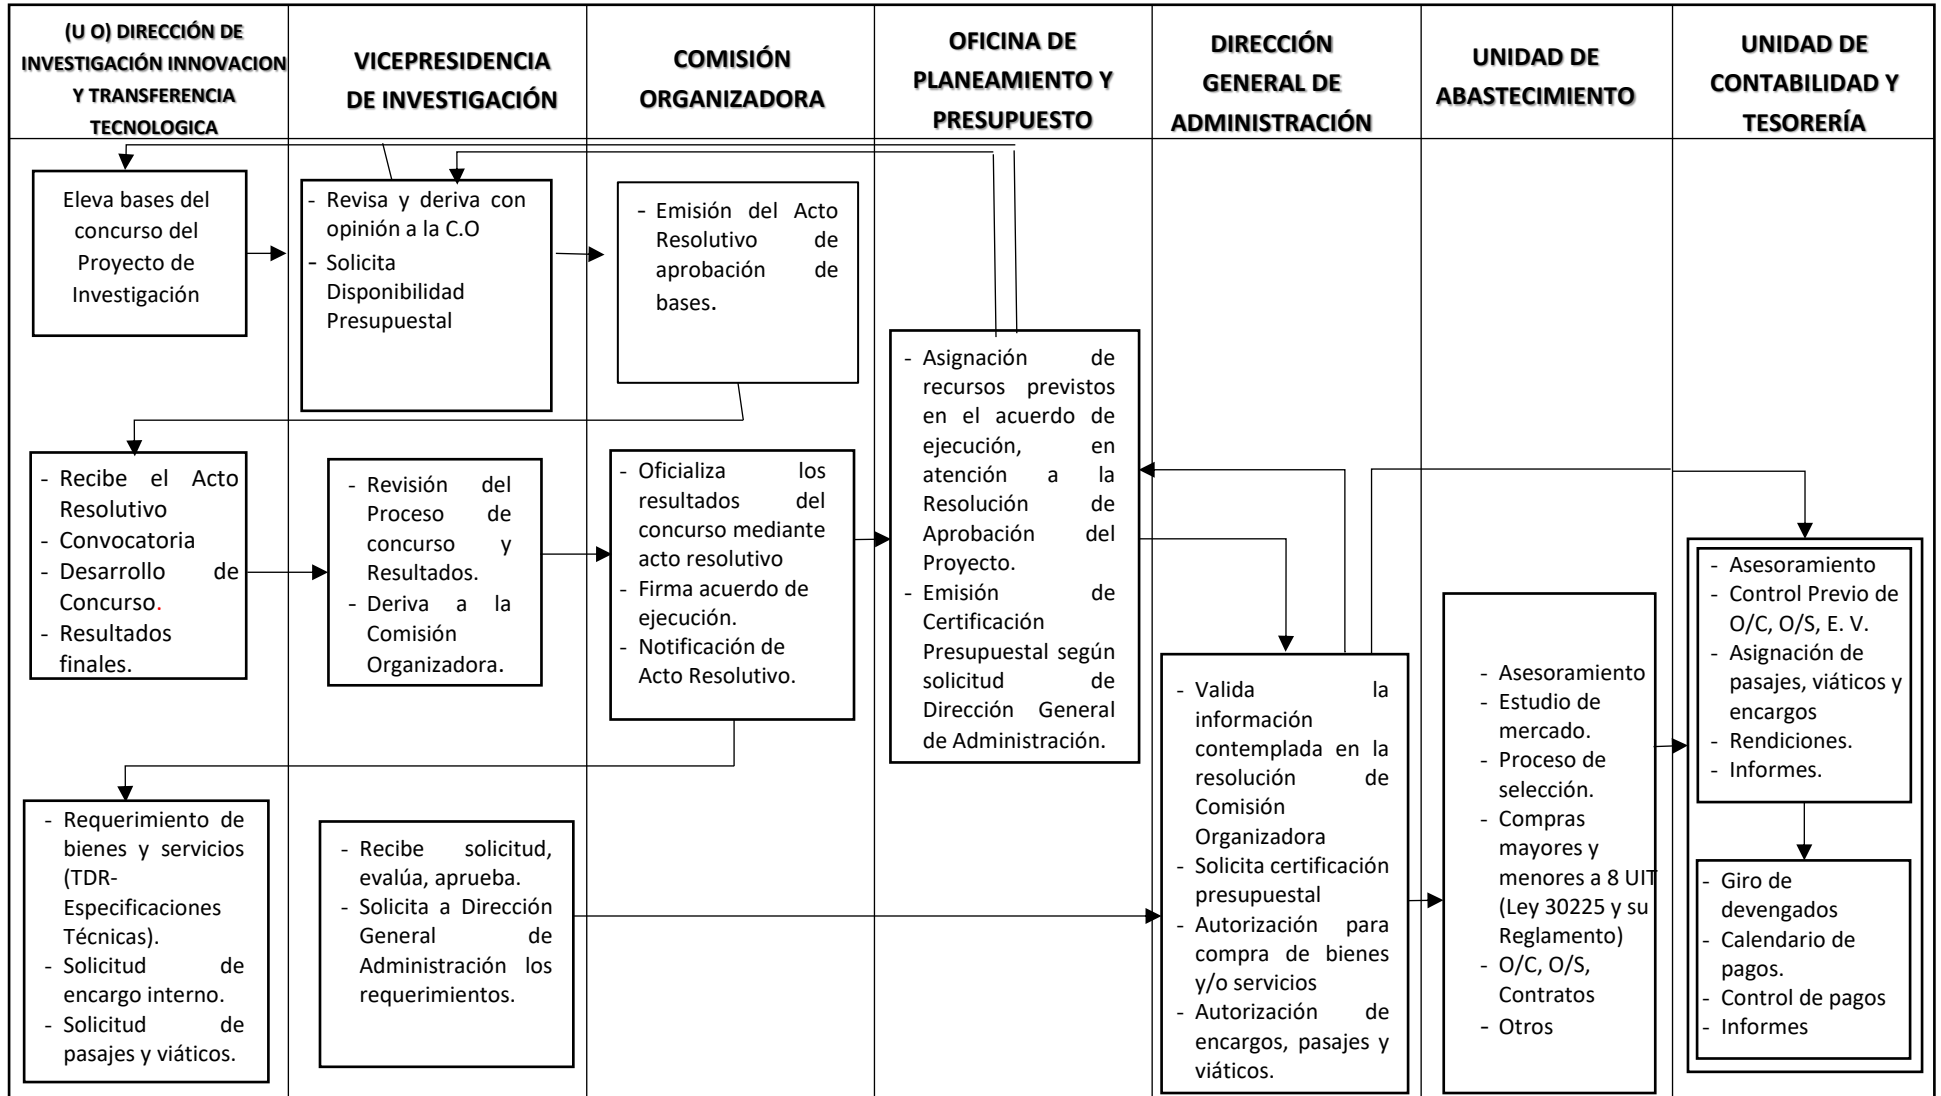 (U O) DIRECCIÓN DE
INVESTIGACIÓN INNOVACION
Y TRANSFERENCIA
TECNOLOGICA
VICEPRESIDENCIA
DE INVESTIGACIÓN
COMISIÓN
ORGANIZADORA
OFICINA DE
PLANEAMIENTO Y
PRESUPUESTO
DIRECCIÓN
GENERAL DE
ADMINISTRACIÓN
UNIDAD DE
ABASTECIMIENTO
UNIDAD DE
CONTABILIDAD Y
TESORERÍA
Eleva bases del
concurso del
Proyecto de
Investigación
- Revisa y deriva con
opinión a la C.O
- Solicita
Disponibilidad
Presupuestal
- Emisión del Acto
Resolutivo de
aprobación de
bases.
- Recibe el Acto
Resolutivo
- Convocatoria
- Desarrollo de
Concurso.
- Resultados
finales.
- Revisión del
Proceso de
concurso y
Resultados.
- Deriva a la
Comisión
Organizadora.
- Oficializa los
resultados del
concurso mediante
acto resolutivo
- Firma acuerdo de
ejecución.
- Notificación de
Acto Resolutivo.
- Asignación de
recursos previstos
en el acuerdo de
ejecución, en
atención a la
Resolución de
Aprobación del
Proyecto.
- Emisión de
Certificación
Presupuestal según
solicitud de
Dirección General
de Administración.
- Requerimiento de
bienes y servicios
(TDR-
Especificaciones
Técnicas).
- Solicitud de
encargo interno.
- Solicitud de
pasajes y viáticos.
- Recibe solicitud,
evalúa, aprueba.
- Solicita a Dirección
General de
Administración los
requerimientos.
- Valida la
información
contemplada en la
resolución de
Comisión
Organizadora
- Solicita certificación
presupuestal
- Autorización para
compra de bienes
y/o servicios
- Autorización de
encargos, pasajes y
viáticos.
- Asesoramiento
- Estudio de
mercado.
- Proceso de
selección.
- Compras
mayores y
menores a 8 UIT
(Ley 30225 y su
Reglamento)
- O/C, O/S,
Contratos
- Otros
- Asesoramiento
- Control Previo de
O/C, O/S, E. V.
- Asignación de
pasajes, viáticos y
encargos
- Rendiciones.
- Informes.
- Giro de
devengados
- Calendario de
pagos.
- Control de pagos
- Informes